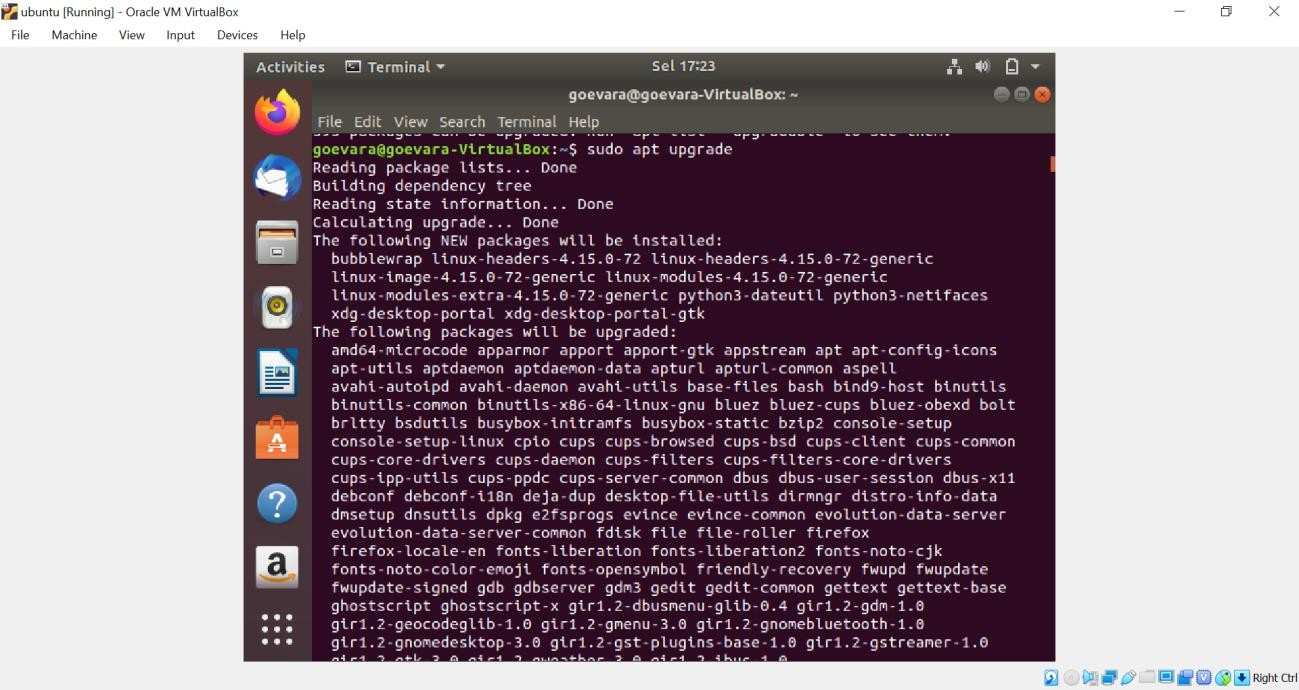 ubuntu [Running] - Oracle VM VirtualBox
File Machine View Input Devices Help
Activities Terminal Sel 17:23
goevara@goevara-VirtualBox: ~
File Edit View Search Terminal Help
goevara@goevara-VirtualBox:~$ sudo apt upgrade
Reading package lists... Done
Building dependency tree
Reading state information... Done
Calculating upgrade... Done
The following NEW packages will be installed:
bubblewrap linux-headers-4.15.0-72 linux-headers-4.15.0-72-generic
linux-image-4.15.0-72-generic linux-modules-4.15.0-72-generic
linux-modules-extra-4.15.0-72-generic python3-dateutil python3-netifaces
xdg-desktop-portal xdg-desktop-portal-gtk
The following packages will be upgraded:
amd64-microcode apparmor apport apport-gtk appstream apt apt-config-icons
apt-utils aptdaemon aptdaemon-data apturl apturl-common aspell
avahi-autoipd avahi-daemon avahi-utils base-files bash bind9-host binutils
binutils-common binutils-x86-64-linux-gnu bluez bluez-cups bluez-obexd bolt
brltty bsdutils busybox-initramfs busybox-static bzip2 console-setup
console-setup-linux cpio cups cups-browsed cups-bsd cups-client cups-common
cups-core-drivers cups-daemon cups-filters cups-filters-core-drivers
cups-ipp-utils cups-ppdc cups-server-common dbus dbus-user-session dbus-x11
debconf debconf-i18n deja-dup desktop-file-utils dirmngr distro-info-data
dmsetup dnsutils dpkg e2fsprogs evince evince-common evolution-data-server
evolution-data-server-common fdisk file file-roller firefox
firefox-locale-en fonts-liberation fonts-liberation2 fonts-noto-cjk
fonts-noto-color-emoji fonts-opensymbol friendly-recovery fwupd fwupdate
fwupdate-signed gdb gdbserver gdm3 gedit gedit-common gettext gettext-base
ghostscript ghostscript-x gir1.2-dbusmenu-glib-0.4 gir1.2-gdm-1.0
gir1.2-geocodeglib-1.0 gir1.2-gmenu-3.0 gir1.2-gnomebluetooth-1.0
gir1.2-gnomedesktop-3.0 gir1.2-gst-plugins-base-1.0 gir1.2-gstreamer-1.0
Right Ctrl